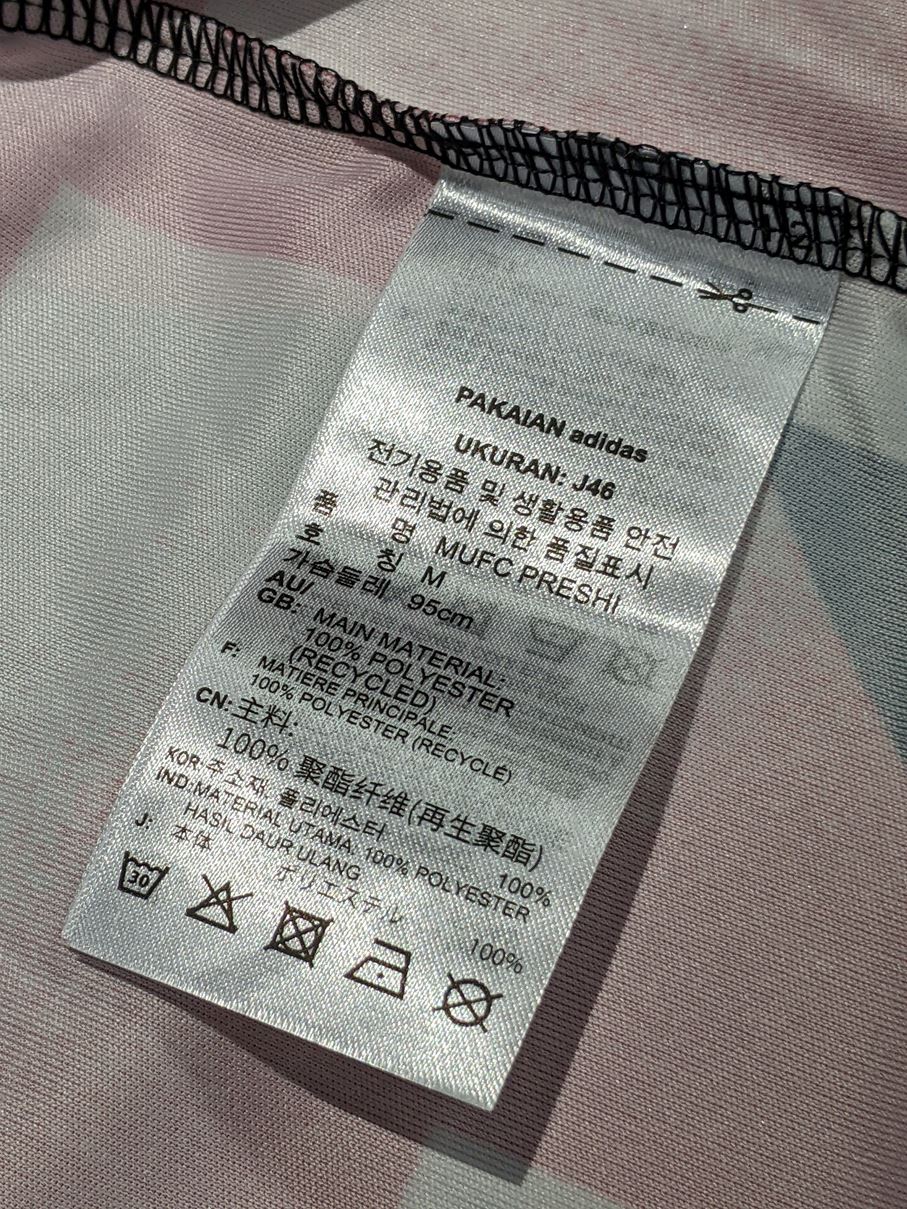 PAKAIAN adidas
UKURAN: J46
전기용품 및 생활용품 안전
관리법에 의한 품질표시
품 명 MUFC PRESHI
호 칭 M
가슴둘레 95cm
AU/
GB: MAIN MATERIAL:
100% POLYESTER
(RECYCLED)
F: MATIERE PRINCIPALE:
100% POLYESTER (RECYCLÉ)
CN: 主料:
100% 聚酯纤维(再生聚酯)
KOR:주소재, 폴리에스터 100%
IND:MATERIAL UTAMA, 100% POLYESTER
HASIL DAUR ULANG
J: 本体
ポリエステル 100%
30